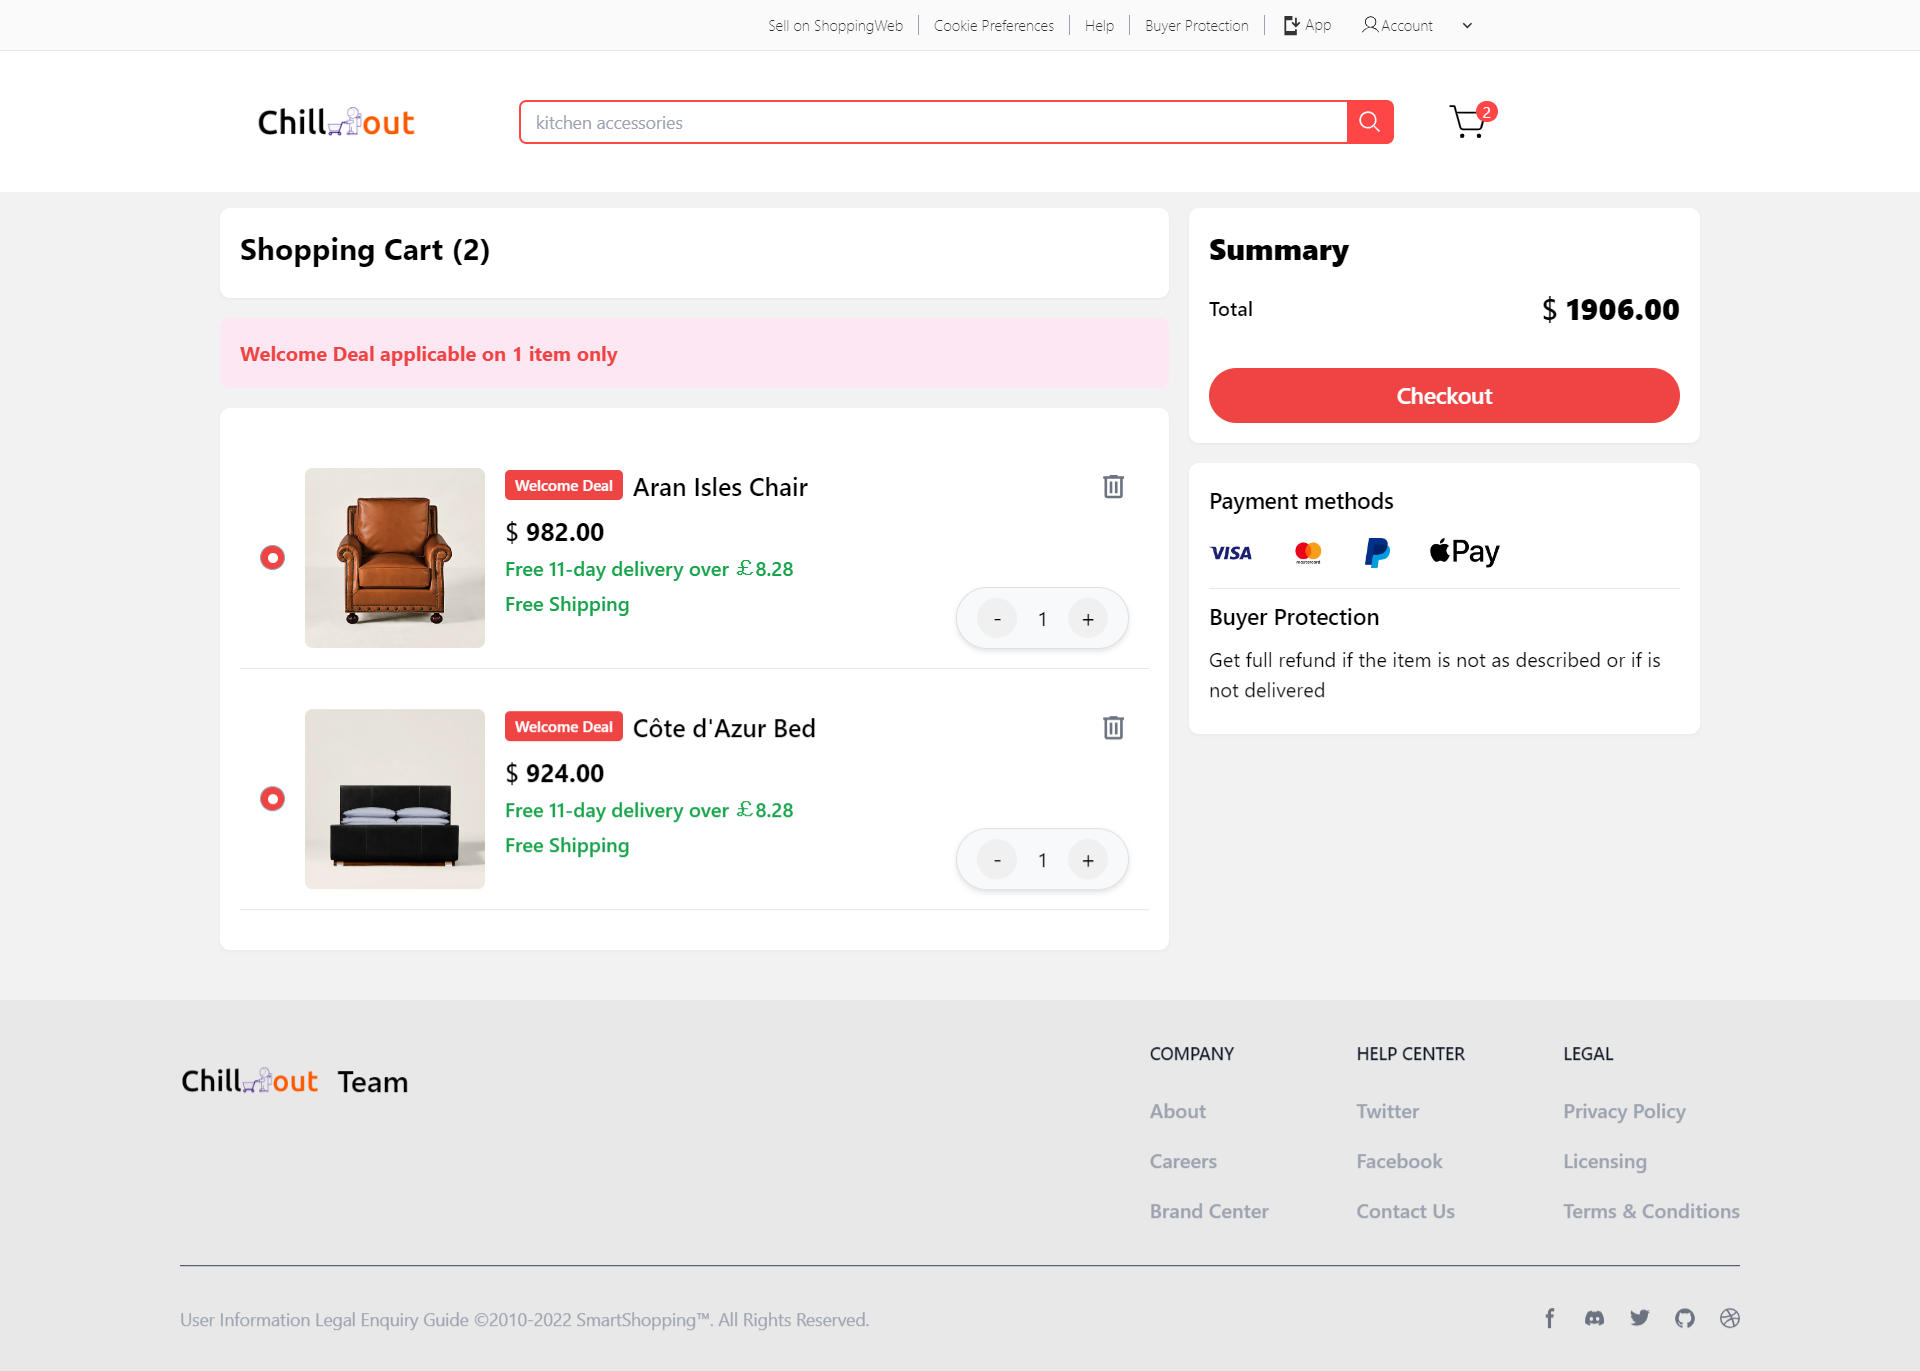 Sell on ShoppingWeb
Cookie Preferences
Help
Buyer Protection
App
Account
Chill out
kitchen accessories
2
Shopping Cart (2)
Welcome Deal applicable on 1 item only
Welcome Deal
Aran Isles Chair
$ 982.00
Free 11-day delivery over £8.28
Free Shipping
- 1 +
Welcome Deal
Côte d'Azur Bed
$ 924.00
Free 11-day delivery over £8.28
Free Shipping
- 1 +
Summary
Total $ 1906.00
Checkout
Payment methods
VISA
mastercard
Pay
Buyer Protection
Get full refund if the item is not as described or if is
not delivered
Chill out Team
COMPANY
About
Careers
Brand Center
HELP CENTER
Twitter
Facebook
Contact Us
LEGAL
Privacy Policy
Licensing
Terms & Conditions
User Information Legal Enquiry Guide ©2010-2022 SmartShopping™. All Rights Reserved.